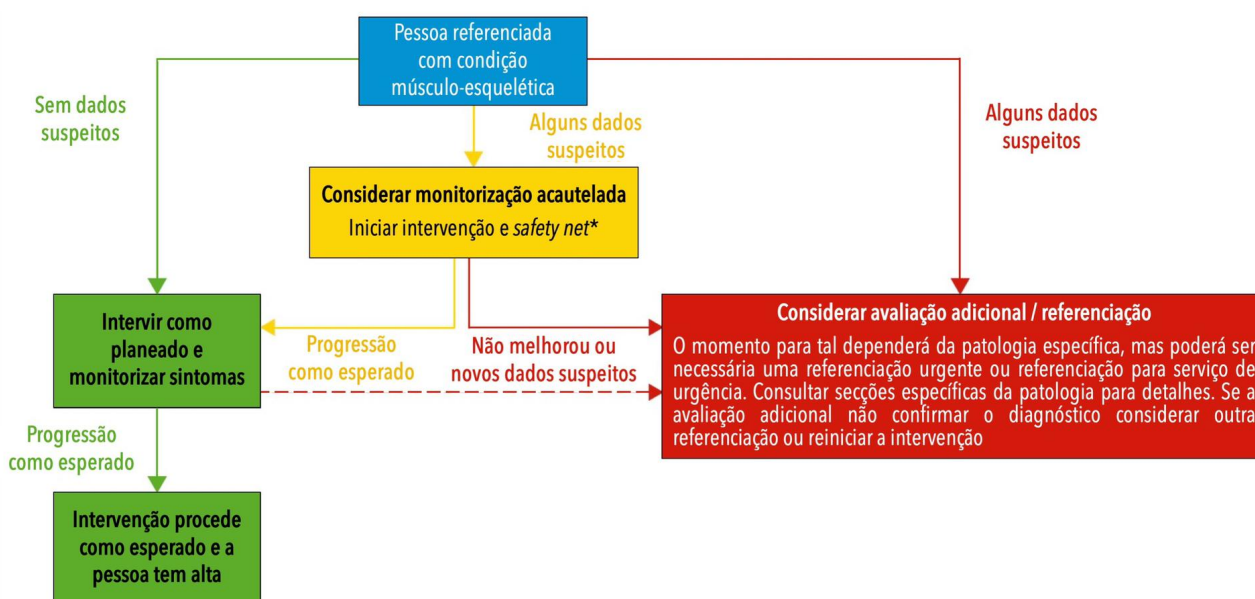 Pessoa referenciada
com condição
músculo-esquelética
Sem dados
suspeitos
Alguns dados
suspeitos
Alguns dados
suspeitos
Considerar monitorização acautelada
Iniciar intervenção e safety net*
Intervir como
planeado e
monitorizar sintomas
Progressão
como esperado
Não melhorou ou
novos dados suspeitos
Considerar avaliação adicional / referenciação
O momento para tal dependerá da patologia específica, mas poderá ser
necessária uma referenciação urgente ou referenciação para serviço de
urgência. Consultar secções específicas da patologia para detalhes. Se a
avaliação adicional não confirmar o diagnóstico considerar outra
referenciação ou reiniciar a intervenção
Progressão
como esperado
Intervenção procede
como esperado e a
pessoa tem alta